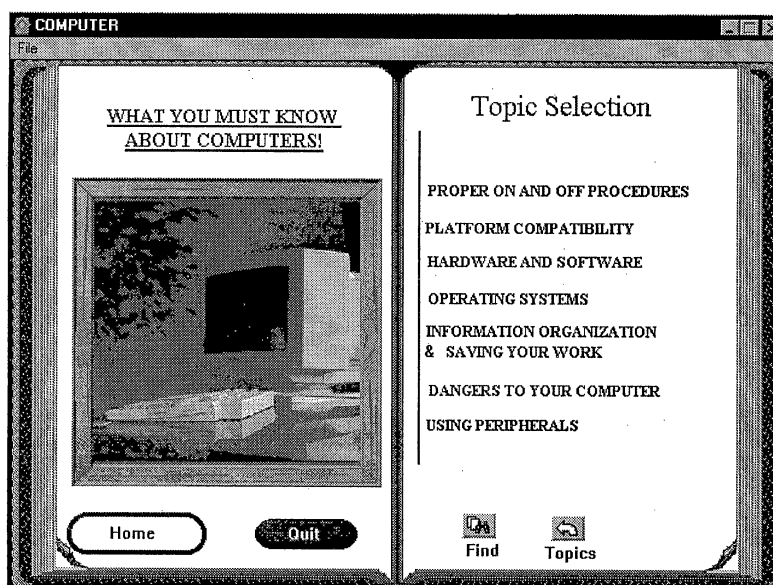 COMPUTER
File
WHAT YOU MUST KNOW
ABOUT COMPUTERS!
Home
Quit
Topic Selection
PROPER ON AND OFF PROCEDURES
PLATFORM COMPATIBILITY
HARDWARE AND SOFTWARE
OPERATING SYSTEMS
INFORMATION ORGANIZATION
& SAVING YOUR WORK
DANGERS TO YOUR COMPUTER
USING PERIPHERALS
Find
Topics